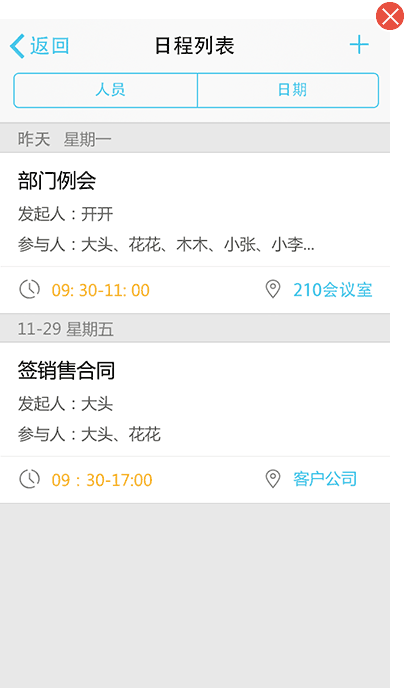 返回 日程列表
人员 日期
昨天 星期一
部门例会
发起人：开开
参与人：大头、花花、木木、小张、小李...
09: 30-11: 00 210会议室
11-29 星期五
签销售合同
发起人：大头
参与人：大头、花花
09：30-17:00 客户公司